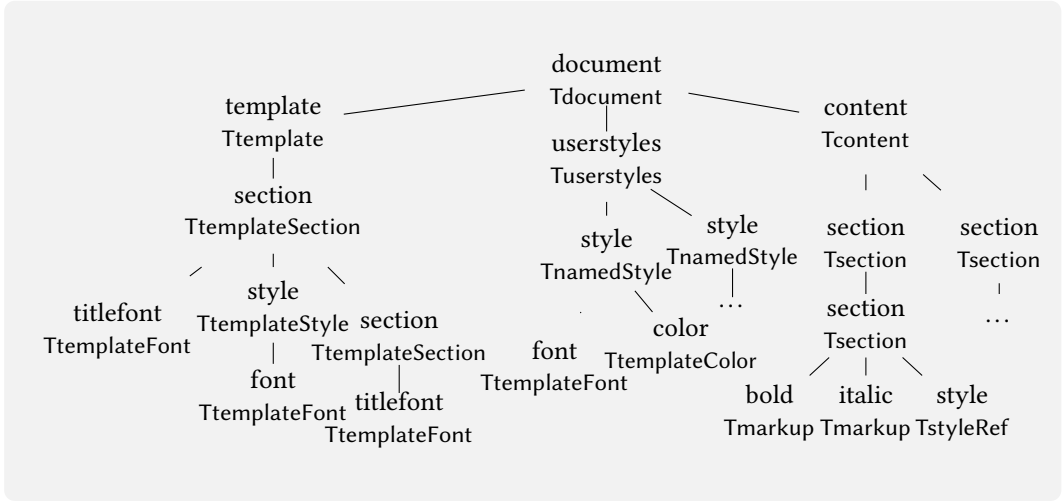 document
Tdocument
template
Ttemplate
content
Tcontent
userstyles
Tuserstyles
section
TtemplateSection
style
TnamedStyle
style
TnamedStyle
section
Tsection
section
Tsection
titlefont
TtemplateFont
style
TtemplateStyle
section
TtemplateSection
...
color
TtemplateColor
section
Tsection
...
font
TtemplateFont
font
TtemplateFont
titlefont
TtemplateFont
bold
Tmarkup
italic
Tmarkup
style
TstyleRef